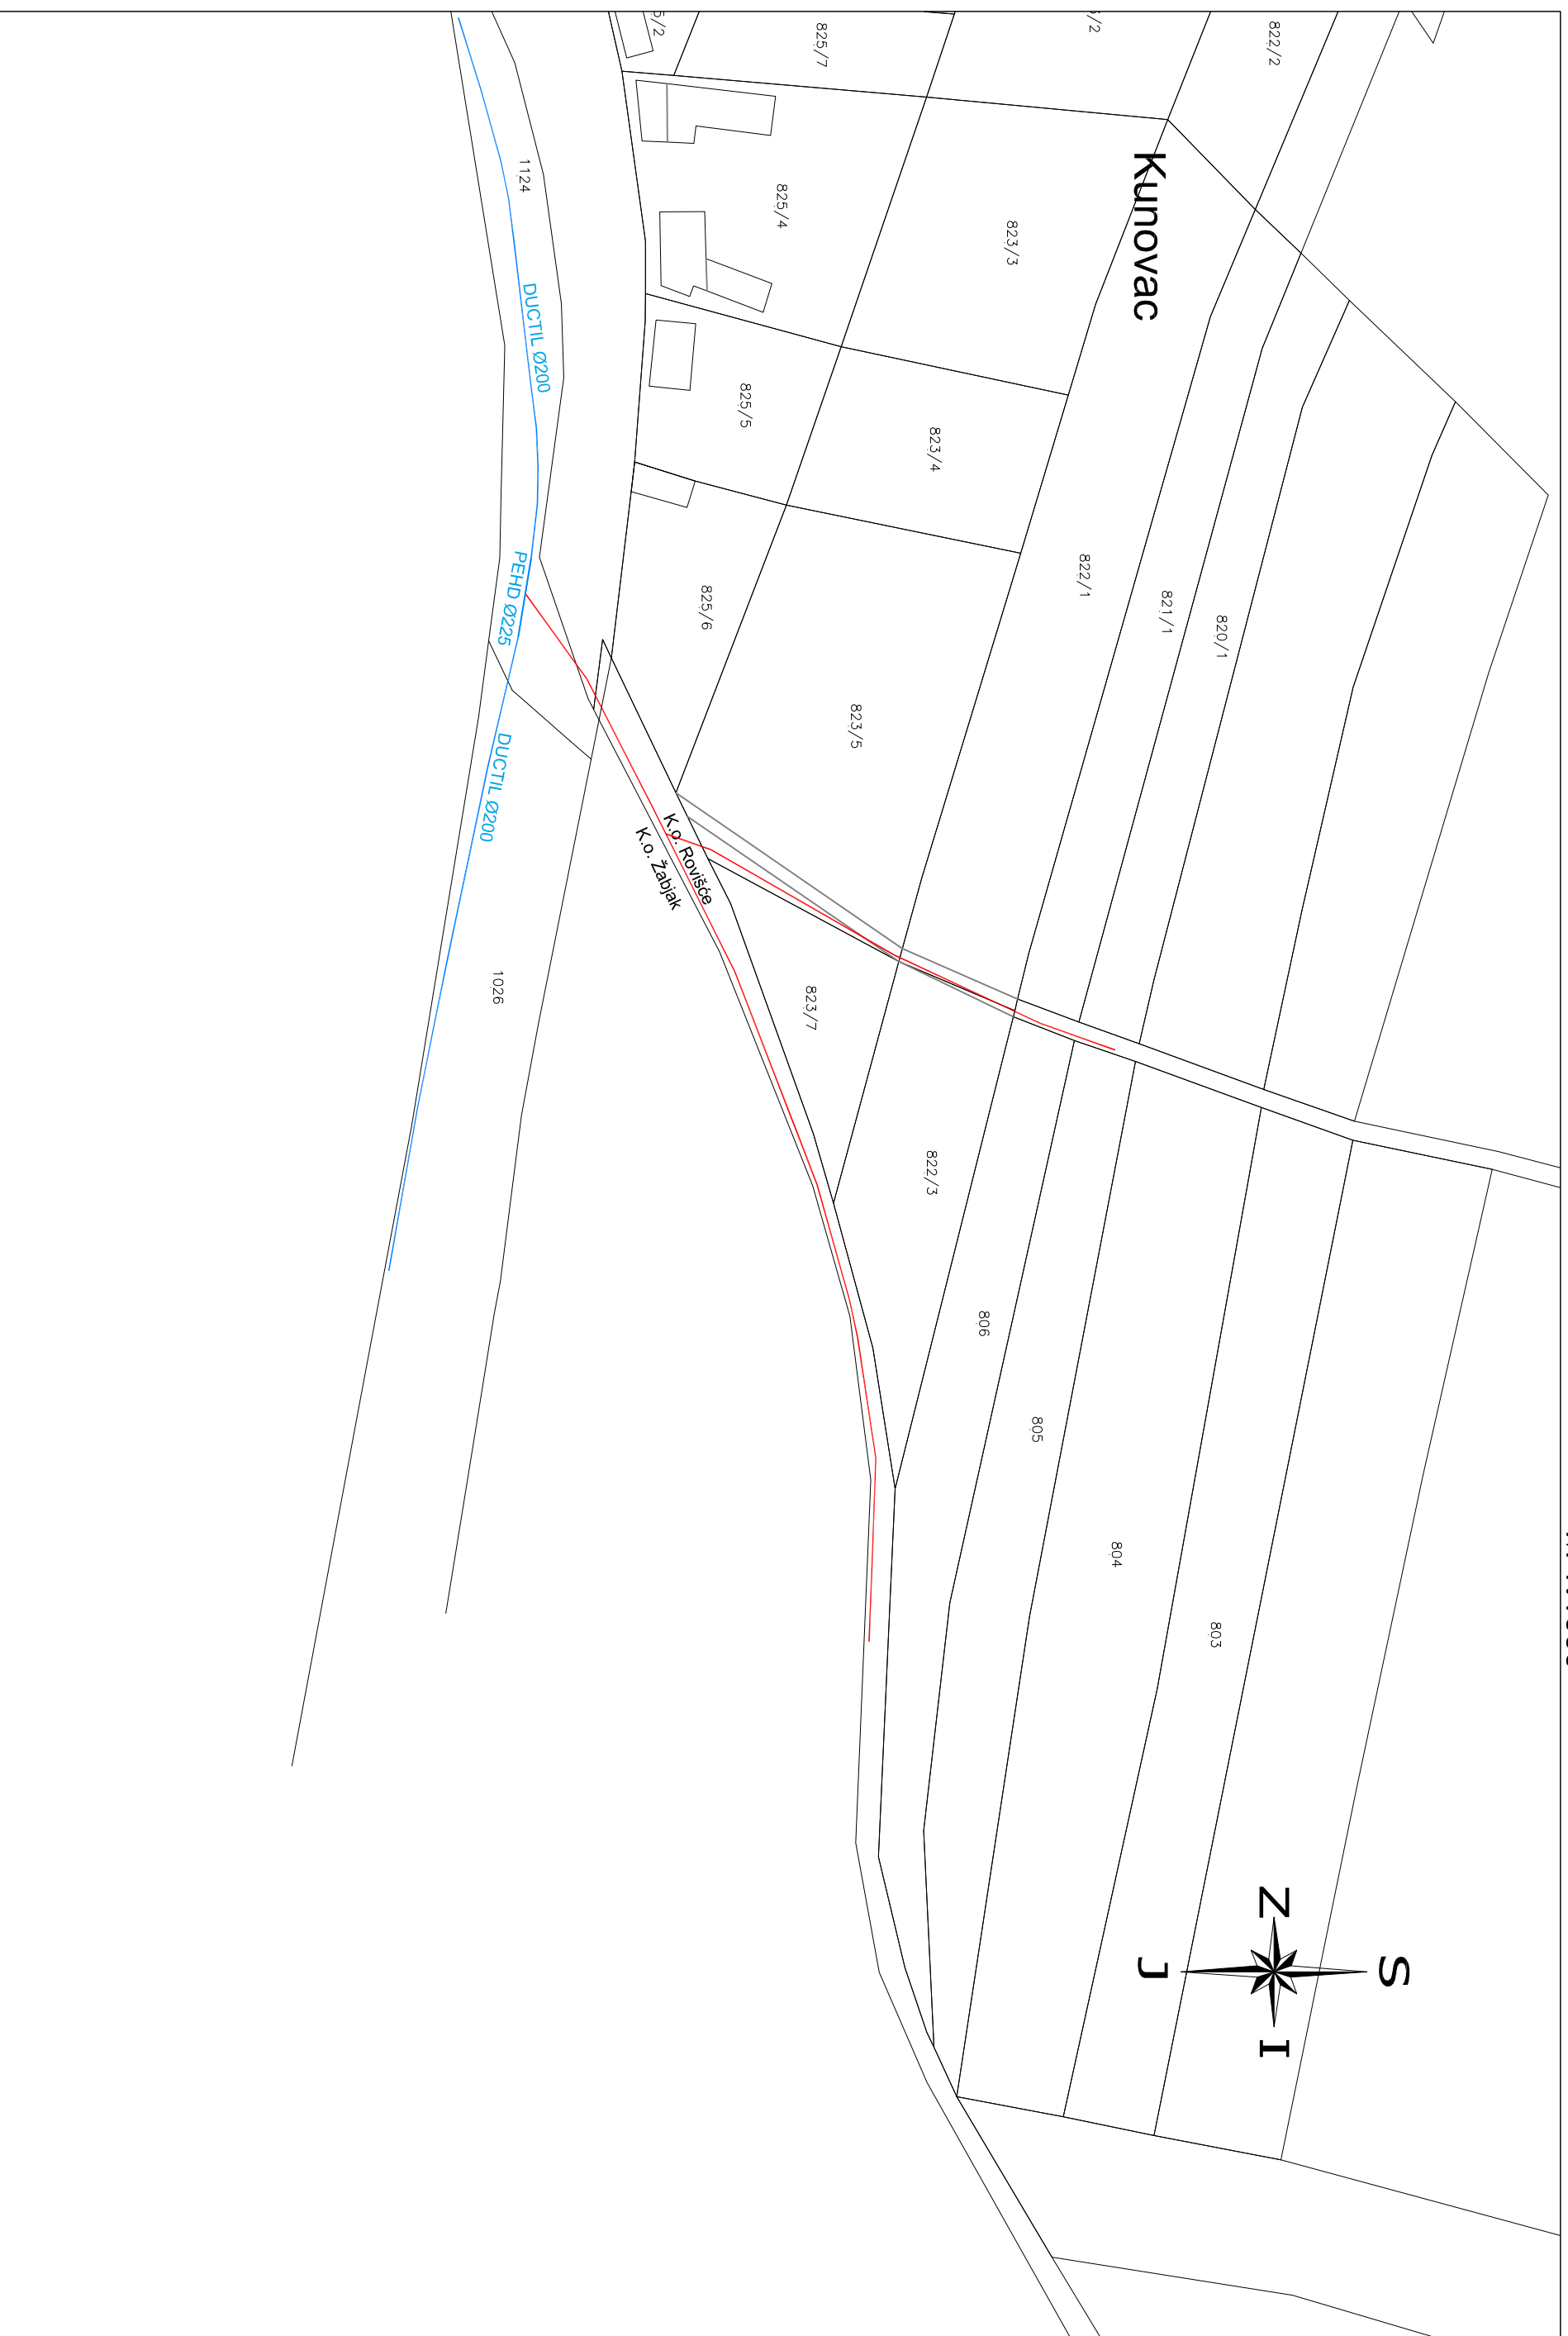 822/2
825/7
Kunovac
825/4
823/3
1124
DUCTIL Ø200
825/5
823/4
822/1
821/1
820/1
PEHD Ø225
825/6
823/5
DUCTIL Ø200
K.o. Rovišće
K.o. Žabjak
1026
823/7
822/3
806
805
804
803
S
Z
I
J